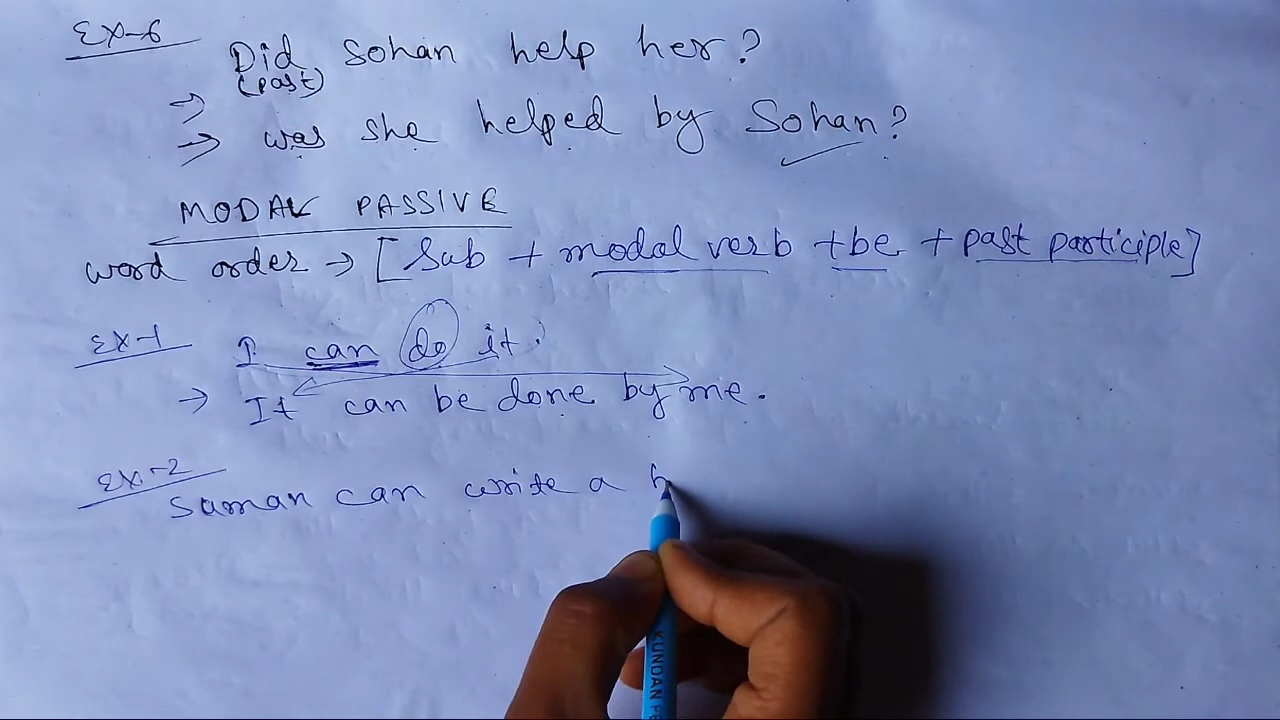 Ex-6
Did Sohan help her?
(past)
→
→ was she helped by Sohan?
MODAL PASSIVE
word order → [Sub + modal verb + be + past participle]
Ex-1
I can do it.
→ It can be done by me.
Ex-2
Suman can write a
KUNDAN